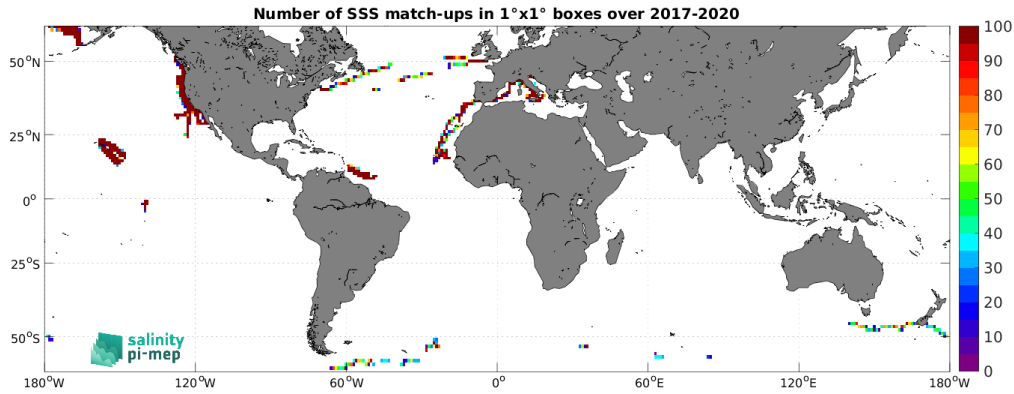 Number of SSS match-ups in 1°x1° boxes over 2017-2020
100
90
80
70
60
50
40
30
20
10
0
50°N
25°N
0°
25°S
50°S
salinity
pi-mep
180°W
120°W
60°W
0°
60°E
120°E
180°W